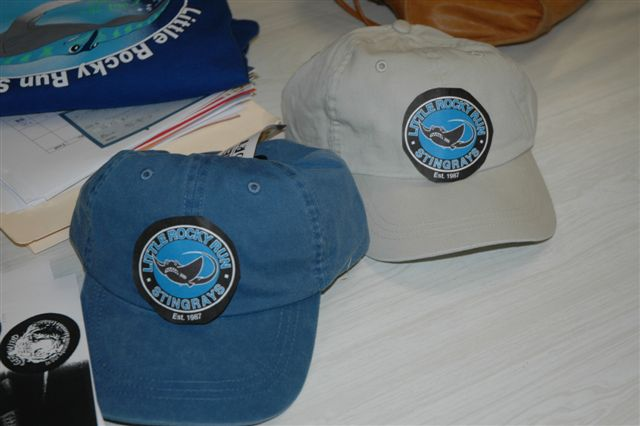 Little Rocky Run S
LITTLE ROCKY RUN
STINGRAYS
Est. 1987
LITTLE ROCKY RUN
STINGRAYS
Est. 1987